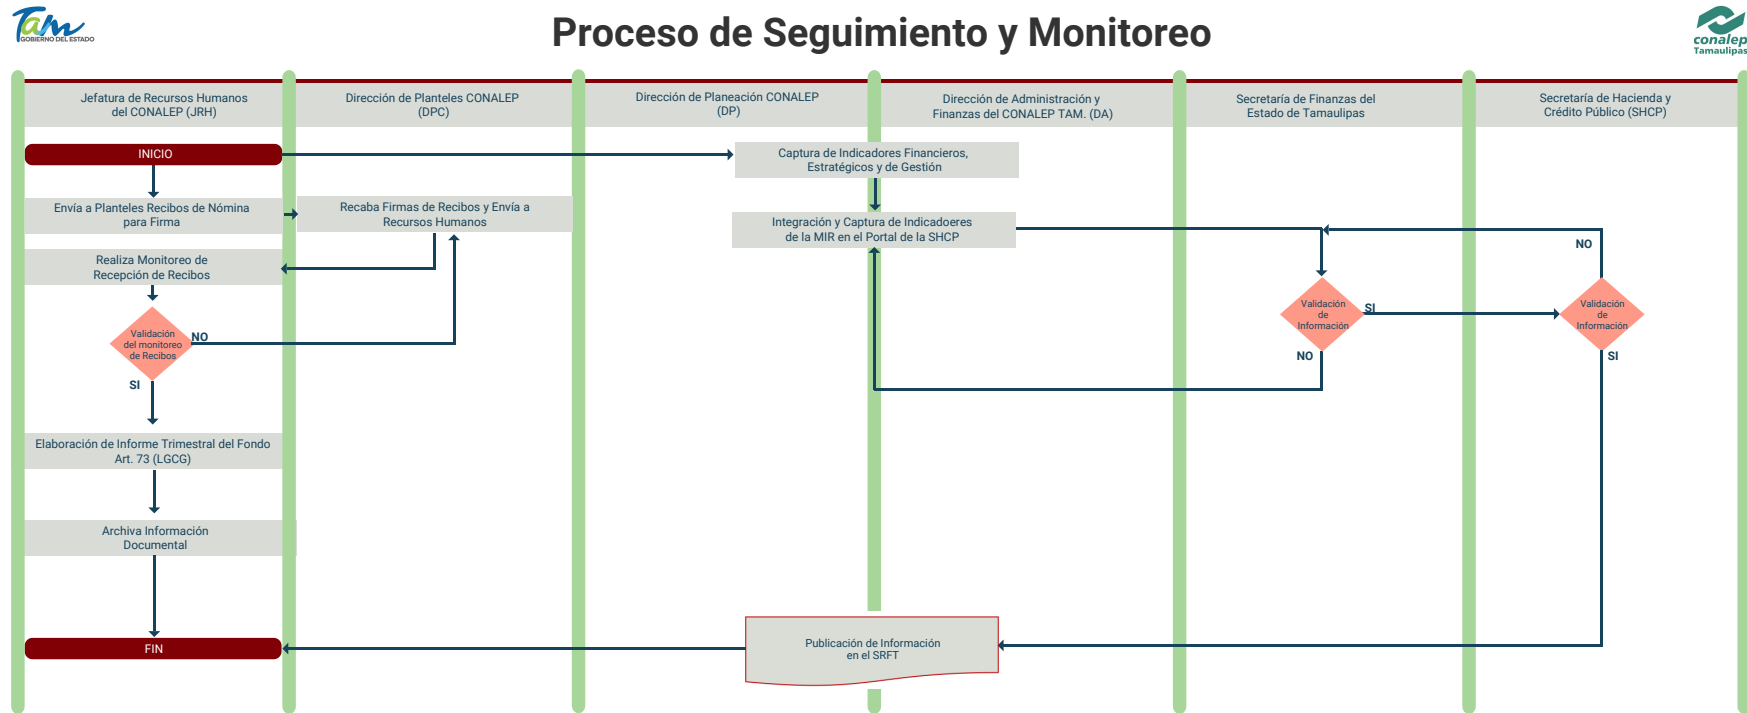 Tam
GOBIERNO DEL ESTADO
Proceso de Seguimiento y Monitoreo
conalep
Tamaulipas
Jefatura de Recursos Humanos
del CONALEP (JRH)
Dirección de Planteles CONALEP
(DPC)
Dirección de Planeación CONALEP
(DP)
Dirección de Administración y
Finanzas del CONALEP TAM. (DA)
Secretaría de Finanzas del
Estado de Tamaulipas
Secretaría de Hacienda y
Crédito Público (SHCP)
INICIO
Captura de Indicadores Financieros,
Estratégicos y de Gestión
Envía a Planteles Recibos de Nómina
para Firma
Recaba Firmas de Recibos y Envía a
Recursos Humanos
Integración y Captura de Indicadoeres
de la MIR en el Portal de la SHCP
NO
Realiza Monitoreo de
Recepción de Recibos
Validación
del monitoreo
de Recibos
NO
SI
Validación
de
Información
SI
NO
Validación
de
Información
SI
Elaboración de Informe Trimestral del Fondo
Art. 73 (LGCG)
Archiva Información
Documental
FIN
Publicación de Información
en el SRFT